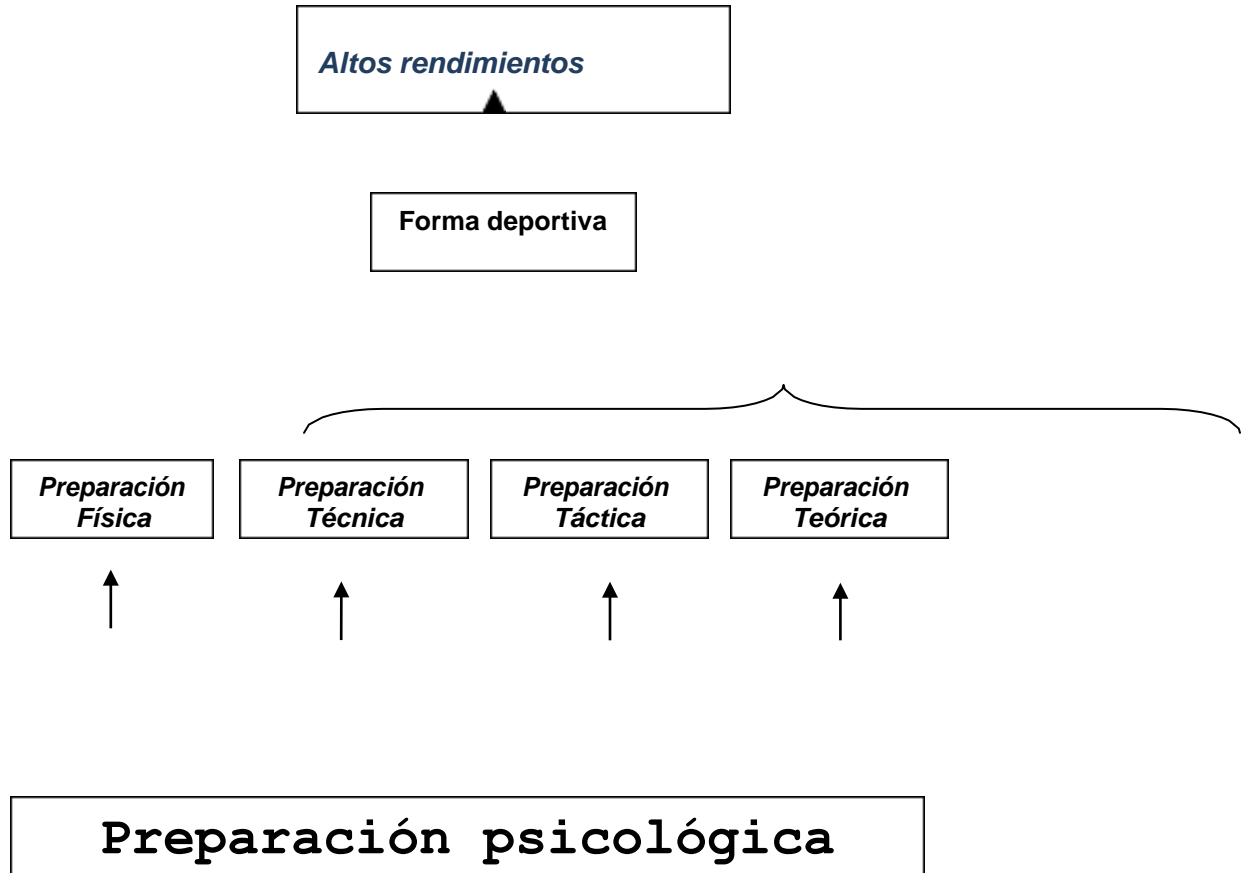 Altos rendimientos
Forma deportiva
Preparación
Física
Preparación
Técnica
Preparación
Táctica
Preparación
Teórica
Preparación psicológica